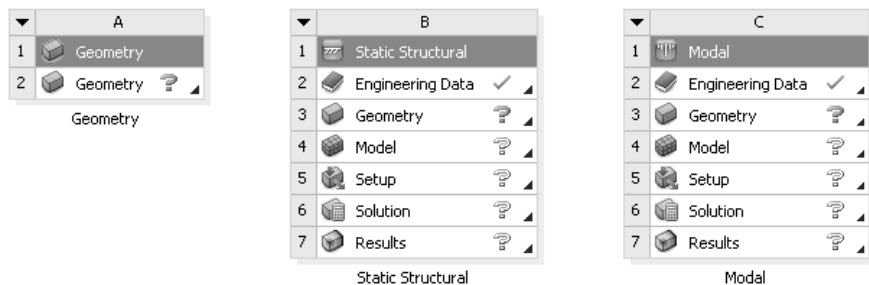 A
1 Geometry
2 Geometry ?
Geometry
B
1 Static Structural
2 Engineering Data ✓
3 Geometry ?
4 Model ?
5 Setup ?
6 Solution ?
7 Results ?
Static Structural
C
1 Modal
2 Engineering Data ✓
3 Geometry ?
4 Model ?
5 Setup ?
6 Solution ?
7 Results ?
Modal